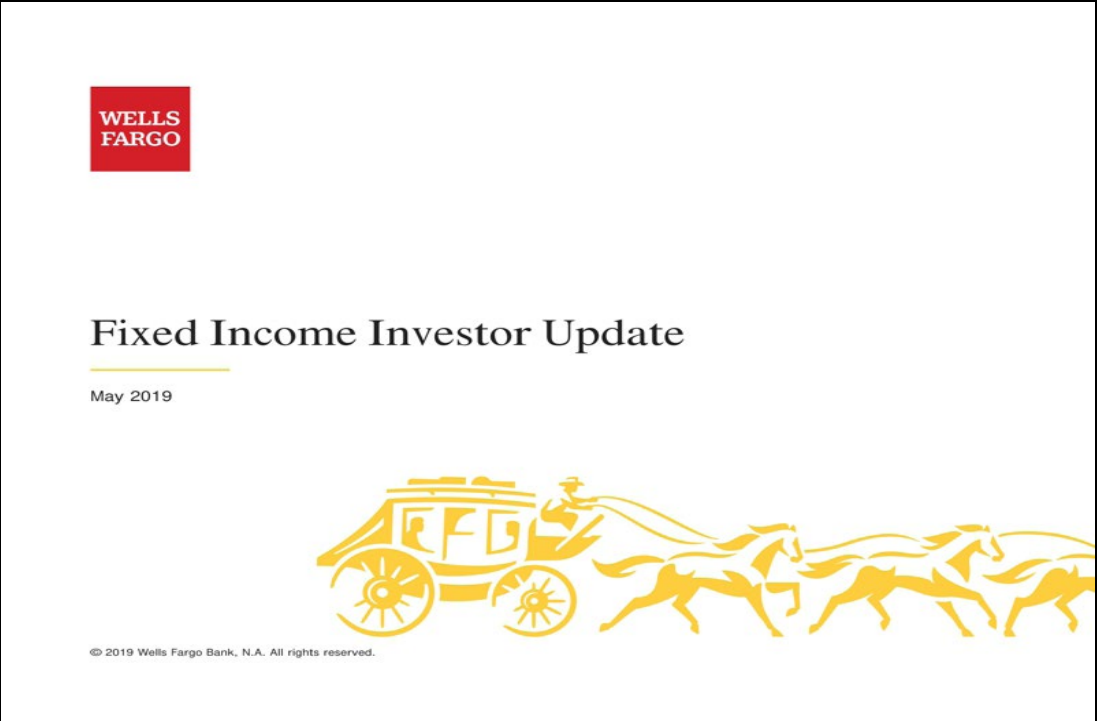 WELLS
FARGO
Fixed Income Investor Update
May 2019
© 2019 Wells Fargo Bank, N.A. All rights reserved.